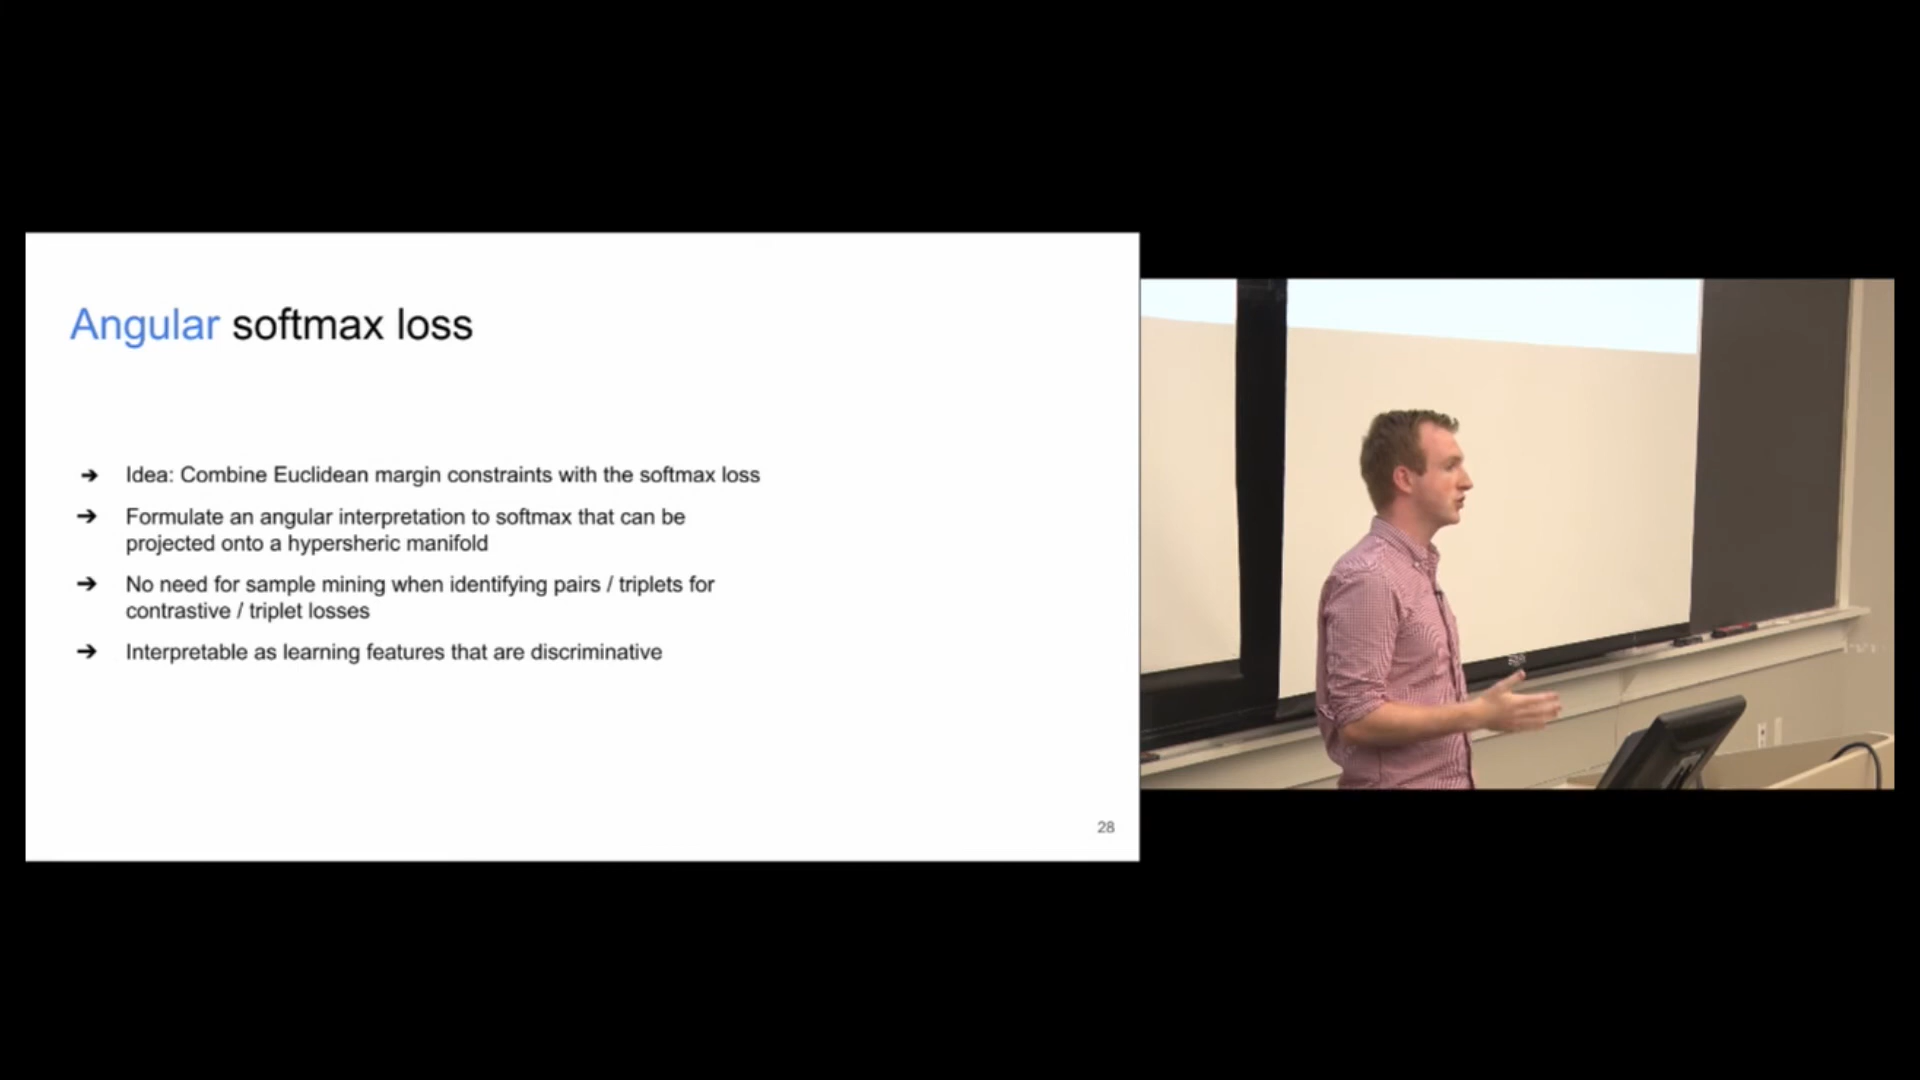 Angular softmax loss
➔ Idea: Combine Euclidean margin constraints with the softmax loss
➔ Formulate an angular interpretation to softmax that can be
projected onto a hypersheric manifold
➔ No need for sample mining when identifying pairs / triplets for
contrastive / triplet losses
➔ Interpretable as learning features that are discriminative
28